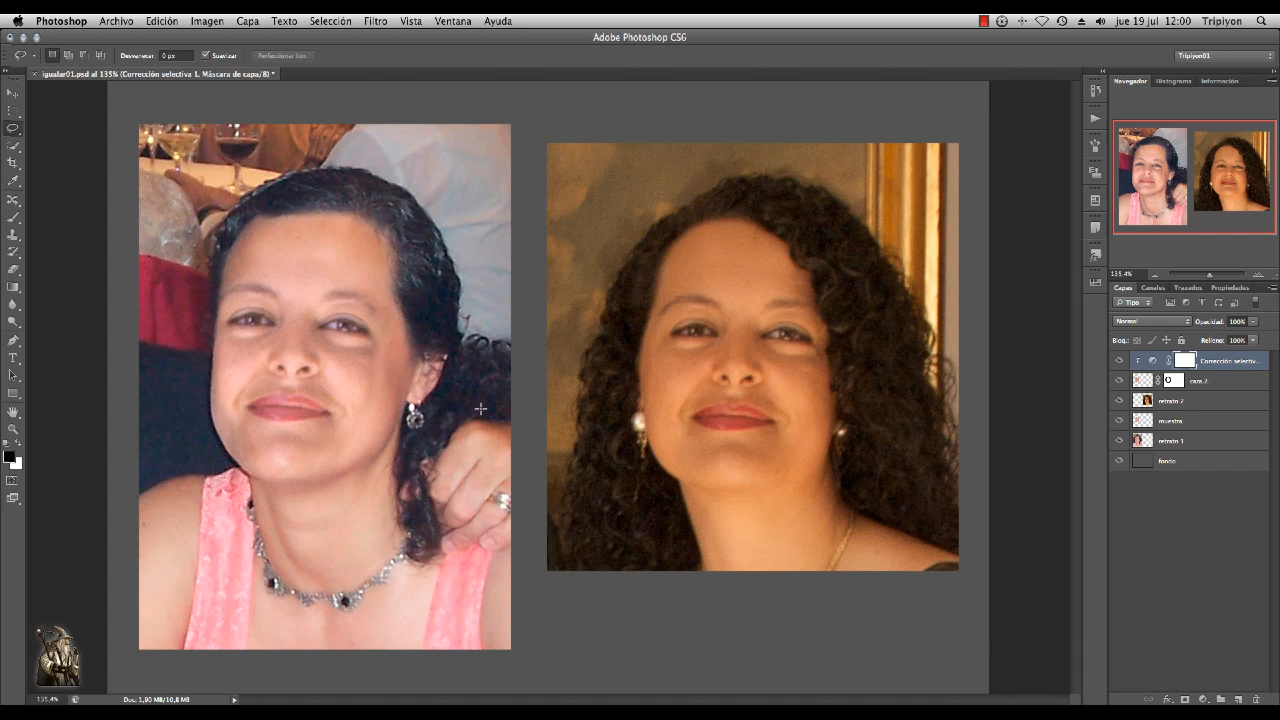 Photoshop Archivo Edición Imagen Capa Texto Selección Filtro Vista Ventana Ayuda jue 19 jul 12:00 Tripiyon
Adobe Photoshop CS6
Desvanecer: 0 px Suavizar Perfeccionar bor. Tripiyon01
igualar01.psd al 135% (Corrección selectiva 1, Máscara de capa/8) *
Navegador Histograma Información
135,4%
Capas Canales Trazados Propiedades
Tipo
Normal Opacidad: 100%
Bloq.: Relleno: 100%
Corrección selectiv...
cara 2
retrato 2
muestra
retrato 1
fondo
135,4% Doc: 1,90 MB/10,8 MB